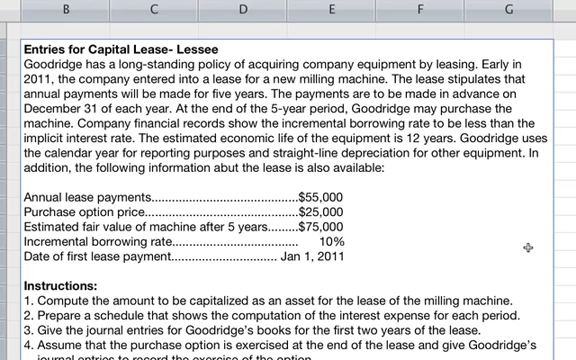 B C D E F G
Entries for Capital Lease- Lessee
Goodridge has a long-standing policy of acquiring company equipment by leasing. Early in
2011, the company entered into a lease for a new milling machine. The lease stipulates that
annual payments will be made for five years. The payments are to be made in advance on
December 31 of each year. At the end of the 5-year period, Goodridge may purchase the
machine. Company financial records show the incremental borrowing rate to be less than the
implicit interest rate. The estimated economic life of the equipment is 12 years. Goodridge uses
the calendar year for reporting purposes and straight-line depreciation for other equipment. In
addition, the following information abut the lease is also available:
Annual lease payments............................................$55,000
Purchase option price..............................................$25,000
Estimated fair value of machine after 5 years.........$75,000
Incremental borrowing rate...................................... 10%
Date of first lease payment................................ Jan 1, 2011
Instructions:
1. Compute the amount to be capitalized as an asset for the lease of the milling machine.
2. Prepare a schedule that shows the computation of the interest expense for each period.
3. Give the journal entries for Goodridge's books for the first two years of the lease.
4. Assume that the purchase option is exercised at the end of the lease and give Goodridge's
journal entries to record the exercise of the option.